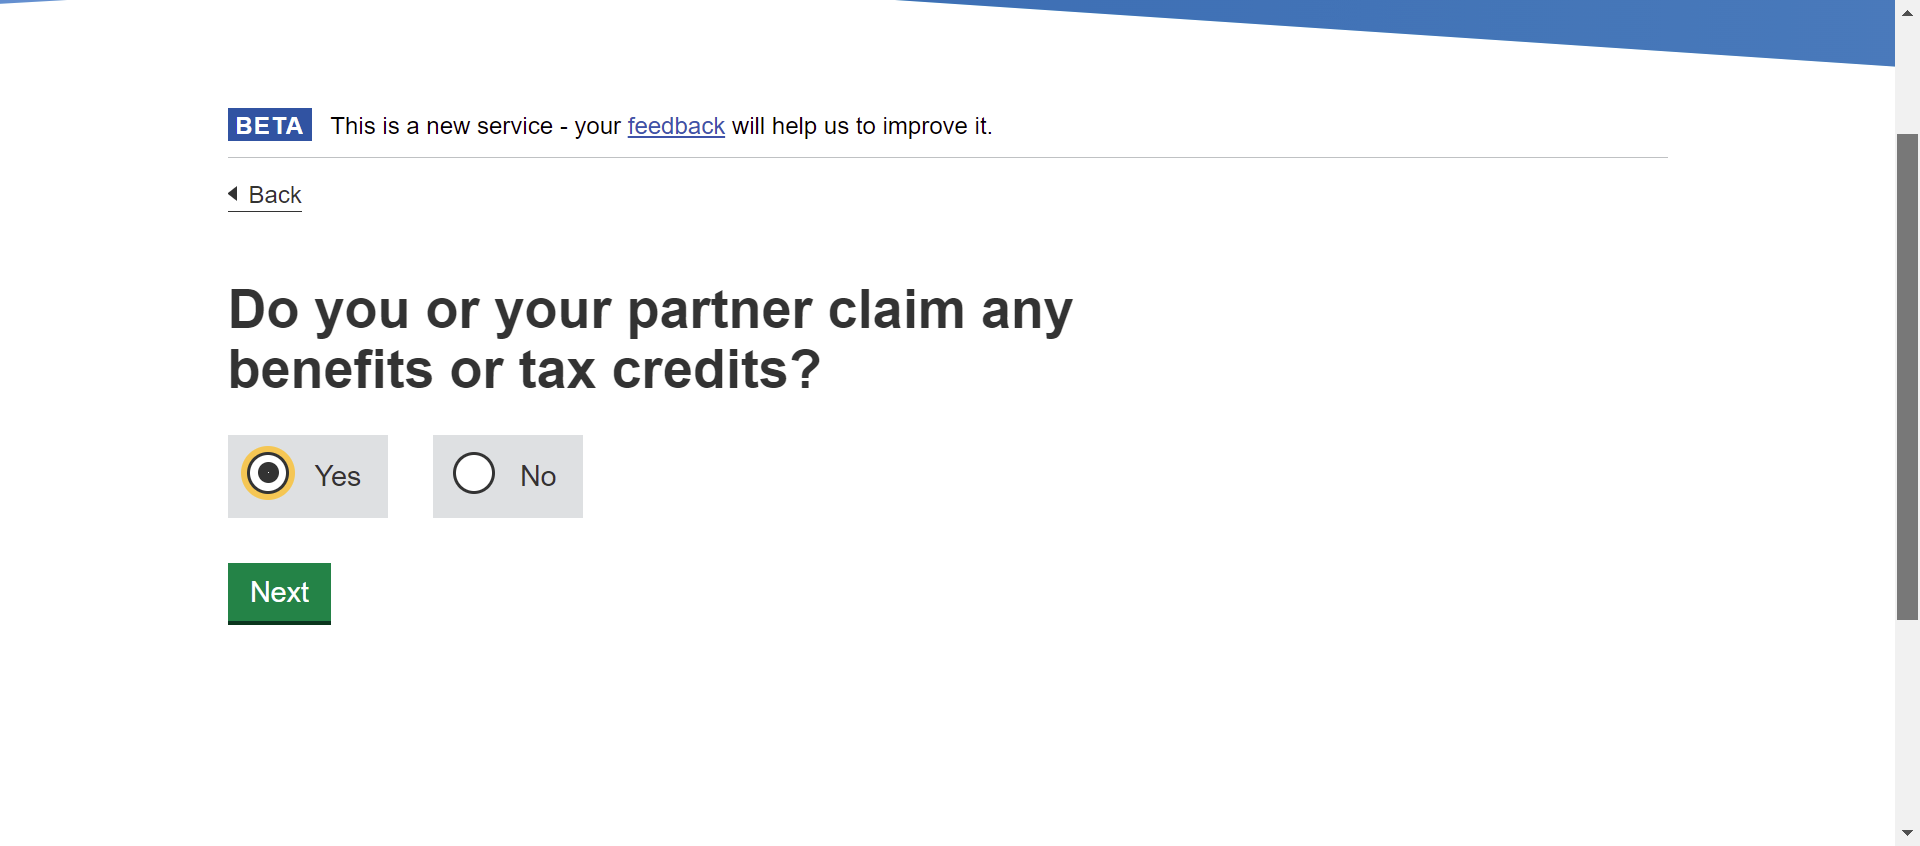 BETA This is a new service - your feedback will help us to improve it.
Back
Do you or your partner claim any
benefits or tax credits?
Yes No
Next